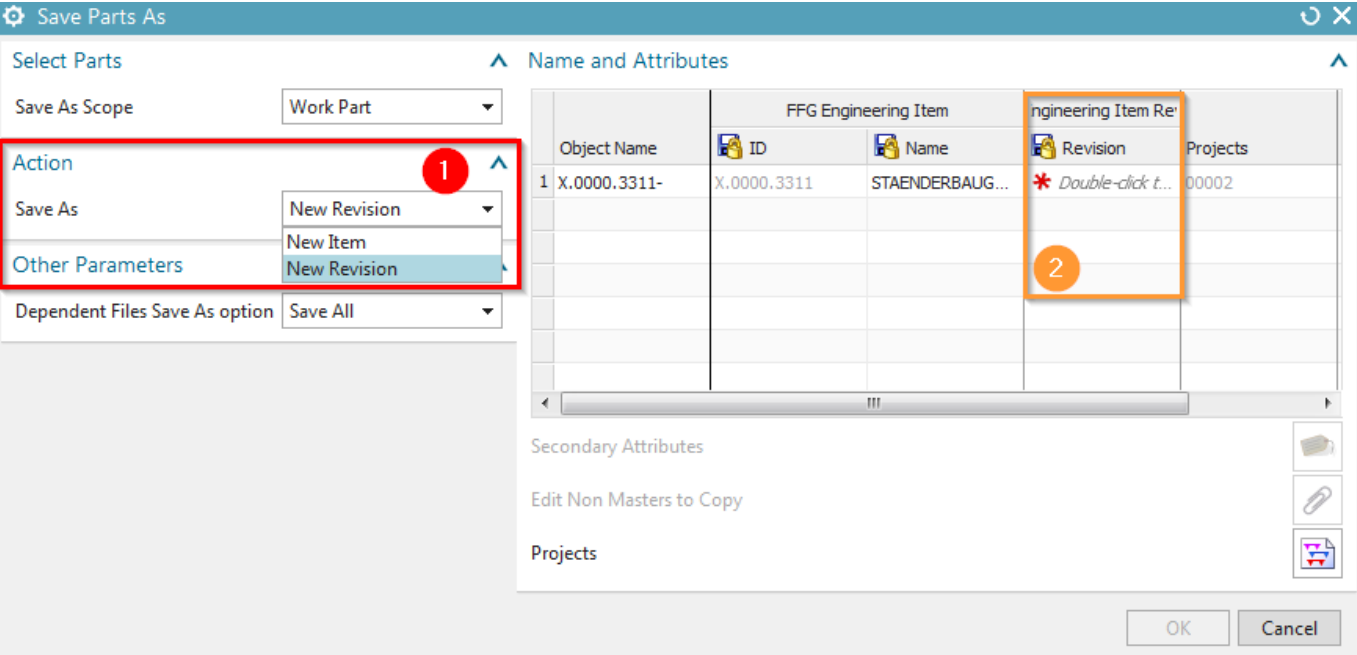 Save Parts As
Select Parts
Save As Scope
Work Part
Action
1
Save As
New Revision
New Item
New Revision
Other Parameters
Dependent Files Save As option
Save All
Name and Attributes
FFG Engineering Item
ngineering Item Re
Object Name
ID
Name
Revision
Projects
1 X.0000.3311-
X.0000.3311
STAENDERBAUG...
* Double-click t...
00002
2
Secondary Attributes
Edit Non Masters to Copy
Projects
OK
Cancel